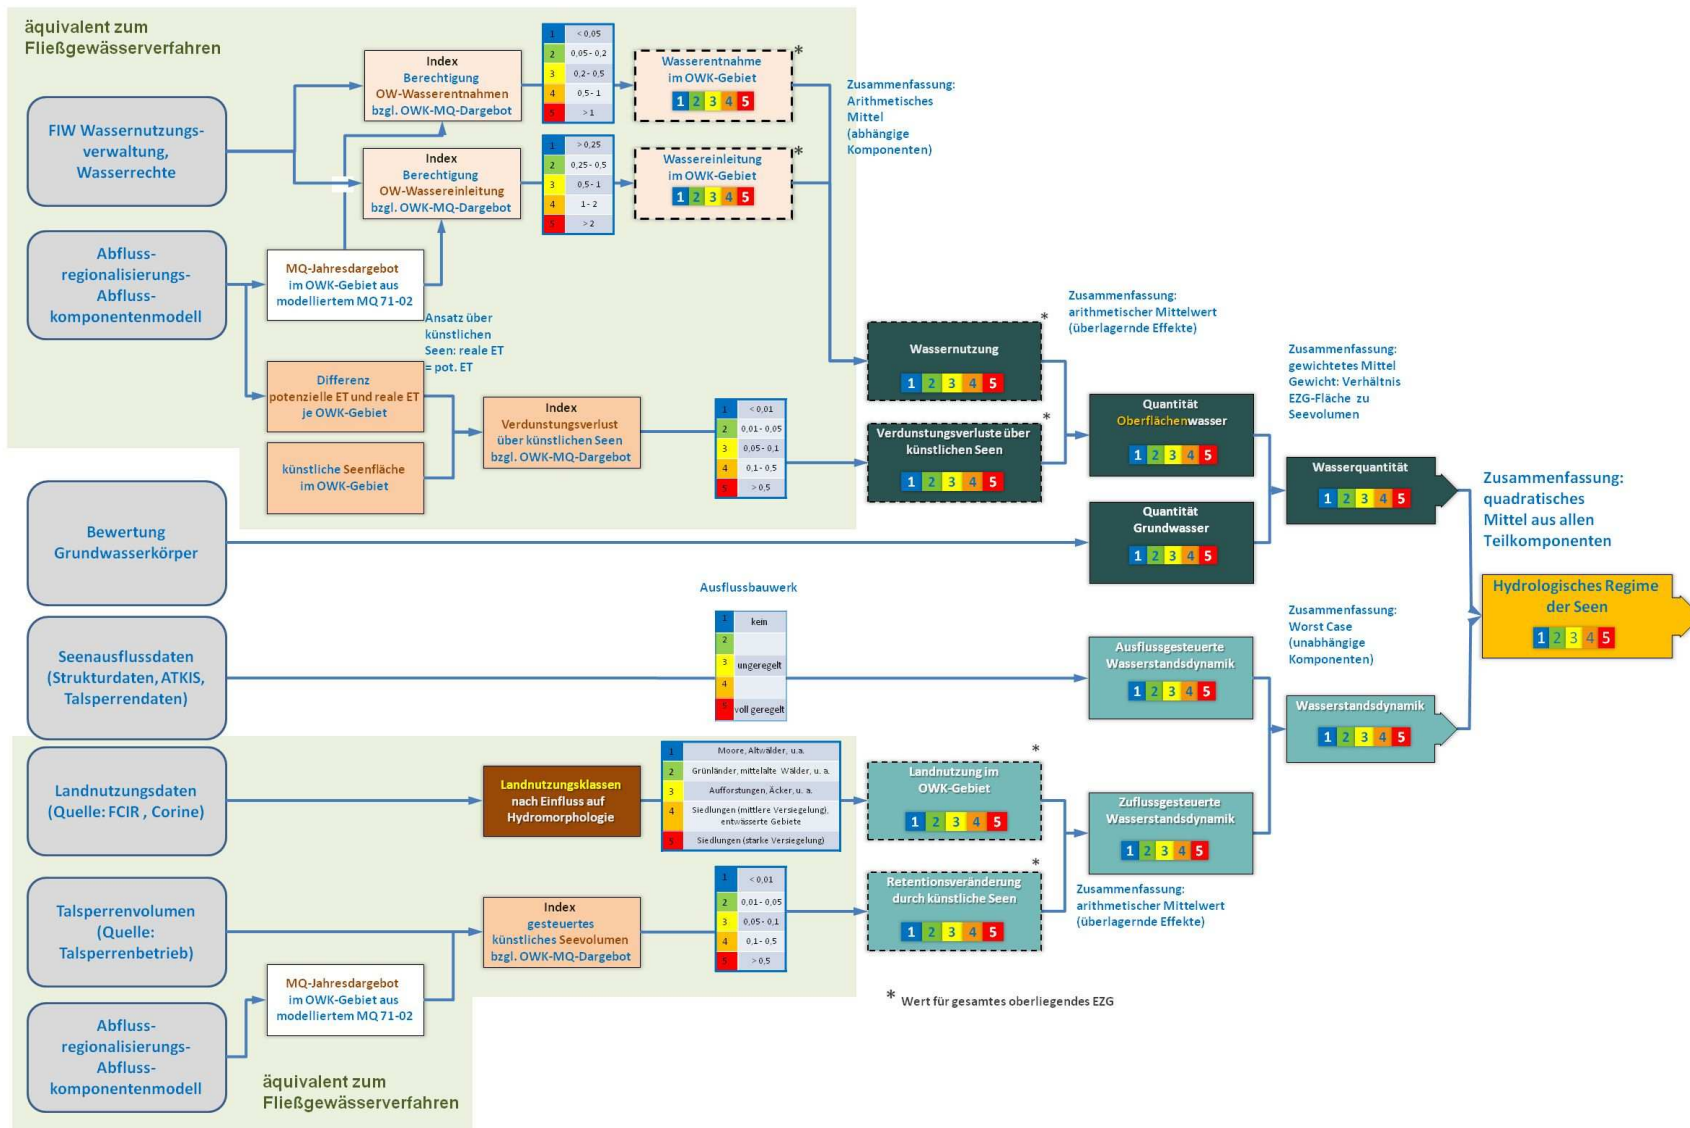 äquivalent zum
Fließgewässerverfahren
FIW Wassernutzungs-
verwaltung,
Wasserrechte
Abfluss-
regionalisierungs-
Abfluss-
komponentenmodell
Index
Berechtigung
OW-Wasserentnahmen
bzgl. OWK-MQ-Dargebot
1 < 0,05
2 0,05 - 0,2
3 0,2 - 0,5
4 0,5 - 1
5 > 1
Wasserentnahme
im OWK-Gebiet
1 2 3 4 5
*
Index
Berechtigung
OW-Wassereinleitung
bzgl. OWK-MQ-Dargebot
1 > 0,25
2 0,25 - 0,5
3 0,5 - 1
4 1 - 2
5 > 2
Wassereinleitung
im OWK-Gebiet
1 2 3 4 5
*
Zusammenfassung:
Arithmetisches
Mittel
(abhängige
Komponenten)
MQ-Jahresdargebot
im OWK-Gebiet aus
modelliertem MQ 71-02
Ansatz über
künstlichen
Seen: reale ET
= pot. ET
Differenz
potenzielle ET und reale ET
je OWK-Gebiet
künstliche Seenfläche
im OWK-Gebiet
Index
Verdunstungsverlust
über künstlichen Seen
bzgl. OWK-MQ-Dargebot
1 < 0,01
2 0,01 - 0,05
3 0,05 - 0,1
4 0,1 - 0,5
5 > 0,5
Wassernutzung
1 2 3 4 5
*
Verdunstungsverluste über
künstlichen Seen
1 2 3 4 5
*
Zusammenfassung:
arithmetischer Mittelwert
(überlagernde Effekte)
Quantität
Oberflächenwasser
1 2 3 4 5
Zusammenfassung:
gewichtetes Mittel
Gewicht: Verhältnis
EZG-Fläche zu
Seevolumen
Wasserquantität
1 2 3 4 5
Zusammenfassung:
quadratisches
Mittel aus allen
Teilkomponenten
Bewertung
Grundwasserkörper
Quantität
Grundwasser
1 2 3 4 5
Hydrologisches Regime
der Seen
1 2 3 4 5
Seenausflussdaten
(Strukturdaten, ATKIS,
Talsperrendaten)
Ausflussbauwerk
1 kein
2
3 ungeregelt
4
5 voll geregelt
Ausflussgesteuerte
Wasserstandsdynamik
1 2 3 4 5
Zusammenfassung:
Worst Case
(unabhängige
Komponenten)
Wasserstandsdynamik
1 2 3 4 5
Landnutzungsdaten
(Quelle: FCIR , Corine)
Landnutzungsklassen
nach Einfluss auf
Hydromorphologie
1 Moore, Altwälder, u.a.
2 Grünländer, mittelalte Wälder, u. a.
3 Aufforstungen, Äcker, u. a.
4 Siedlungen (mittlere Versiegelung),
entwässerte Gebiete
5 Siedlungen (starke Versiegelung)
Landnutzung im
OWK-Gebiet
1 2 3 4 5
*
Zuflussgesteuerte
Wasserstandsdynamik
1 2 3 4 5
Talsperrenvolumen
(Quelle:
Talsperrenbetrieb)
Index
gesteuertes
künstliches Seevolumen
bzgl. OWK-MQ-Dargebot
1 < 0,01
2 0,01 - 0,05
3 0,05 - 0,1
4 0,1 - 0,5
5 > 0,5
Retentionsveränderung
durch künstliche Seen
1 2 3 4 5
*
Zusammenfassung:
arithmetischer Mittelwert
(überlagernde Effekte)
MQ-Jahresdargebot
im OWK-Gebiet aus
modelliertem MQ 71-02
* Wert für gesamtes oberliegendes EZG
Abfluss-
regionalisierungs-
Abfluss-
komponentenmodell
äquivalent zum
Fließgewässerverfahren